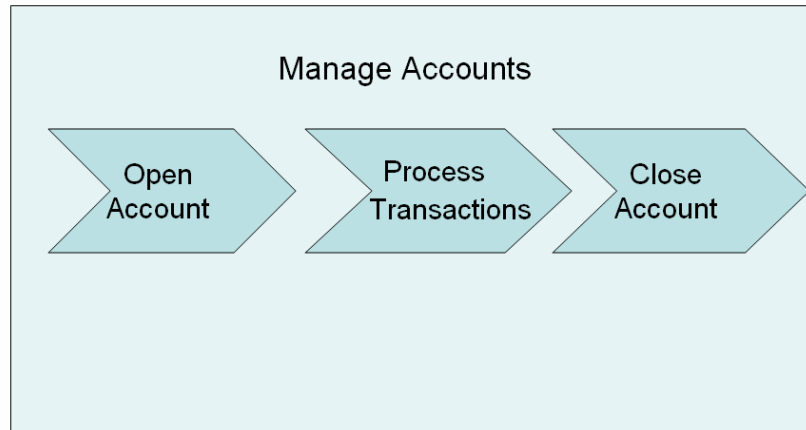 Manage Accounts
Open
Account
Process
Transactions
Close
Account